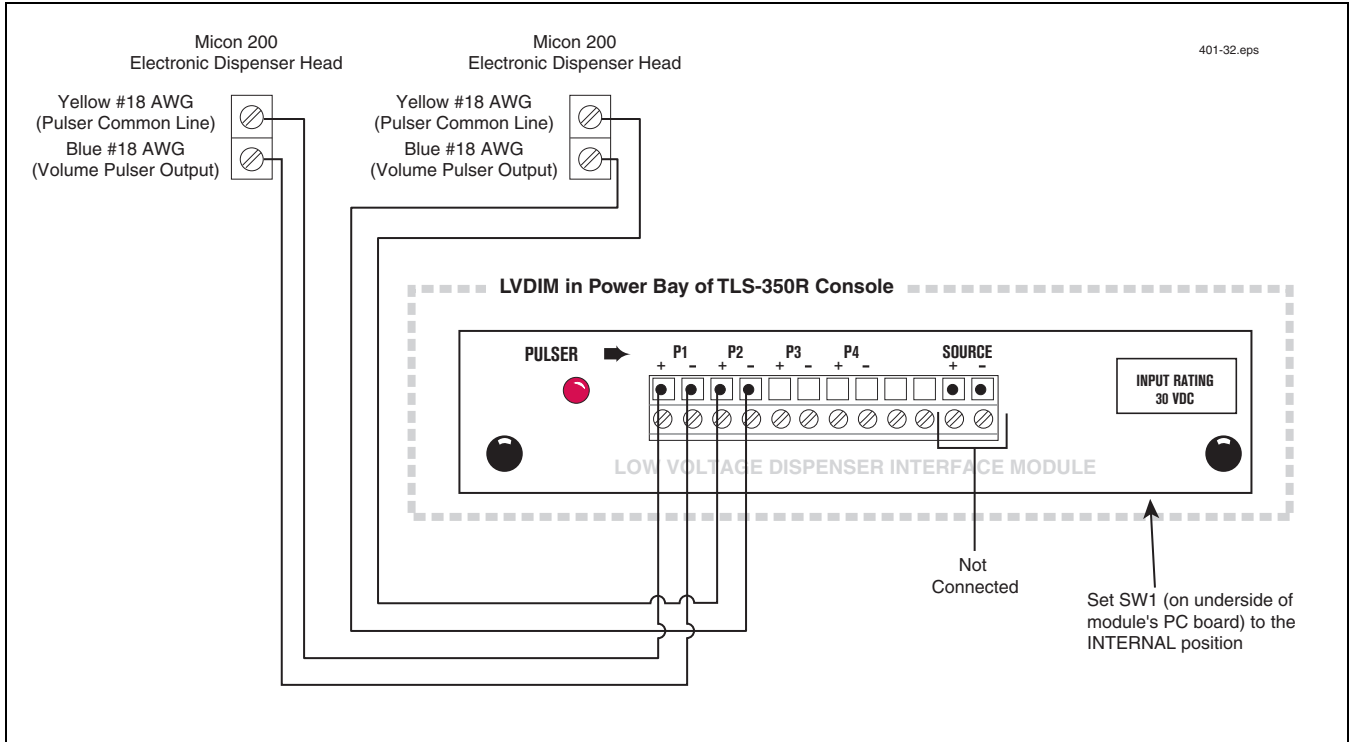 Micon 200
Electronic Dispenser Head
Micon 200
Electronic Dispenser Head
401-32.eps
Yellow #18 AWG
(Pulser Common Line)
Blue #18 AWG
(Volume Pulser Output)
Yellow #18 AWG
(Pulser Common Line)
Blue #18 AWG
(Volume Pulser Output)
LVDIM in Power Bay of TLS-350R Console
PULSER
P1 P2 P3 P4 SOURCE
+ - + - + - + - + -
INPUT RATING
30 VDC
LOW VOLTAGE DISPENSER INTERFACE MODULE
Not
Connected
Set SW1 (on underside of
module's PC board) to the
INTERNAL position